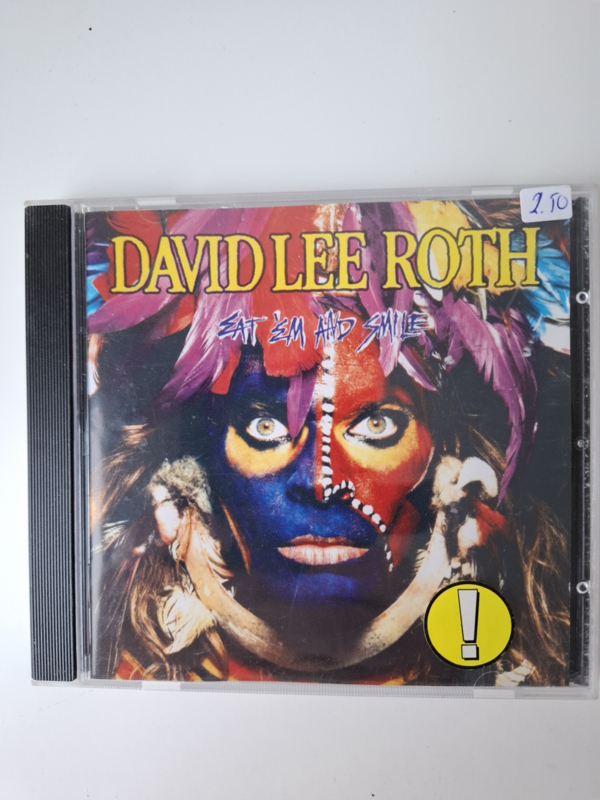 2.50
DAVID LEE ROTH
EAT 'EM AND SMILE
!